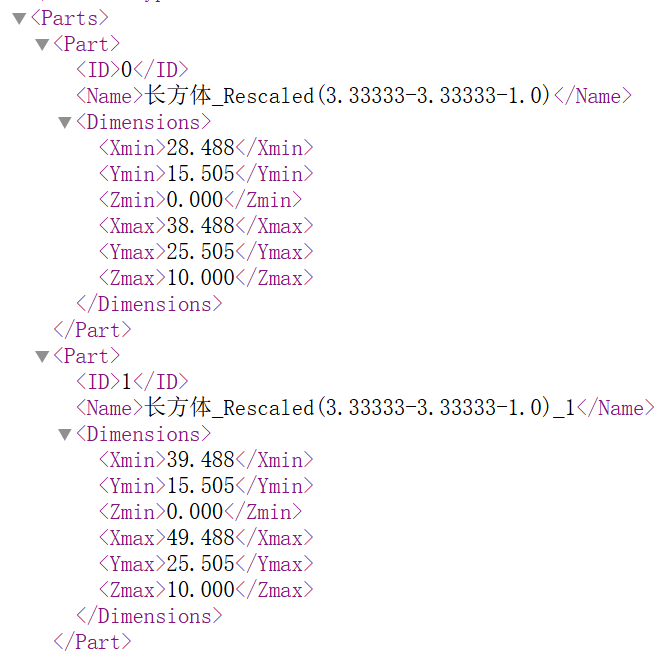 ▼<Parts>
▼<Part>
<ID>0</ID>
<Name>长方体_Rescaled(3.33333-3.33333-1.0)</Name>
▼<Dimensions>
<Xmin>28.488</Xmin>
<Ymin>15.505</Ymin>
<Zmin>0.000</Zmin>
<Xmax>38.488</Xmax>
<Ymax>25.505</Ymax>
<Zmax>10.000</Zmax>
</Dimensions>
</Part>
▼<Part>
<ID>1</ID>
<Name>长方体_Rescaled(3.33333-3.33333-1.0)_1</Name>
▼<Dimensions>
<Xmin>39.488</Xmin>
<Ymin>15.505</Ymin>
<Zmin>0.000</Zmin>
<Xmax>49.488</Xmax>
<Ymax>25.505</Ymax>
<Zmax>10.000</Zmax>
</Dimensions>
</Part>